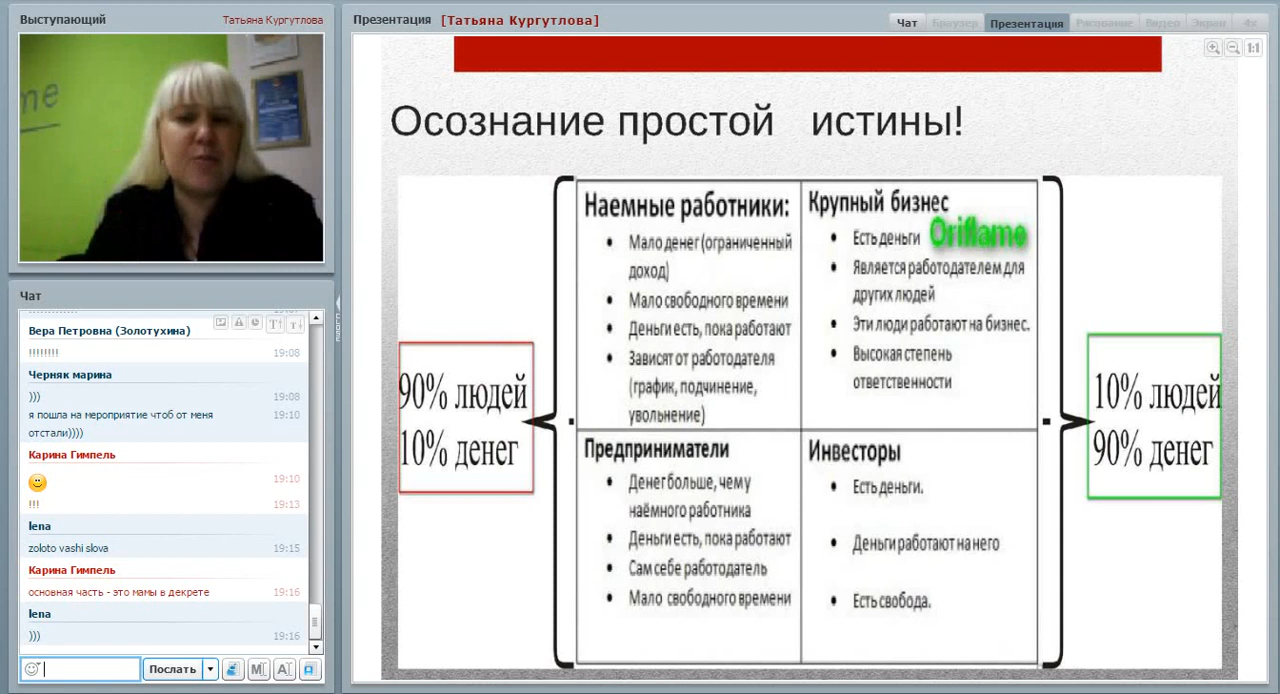 Выступающий
Татьяна Кургутлова
me
Чат
Вера Петровна (Золотухина)
!!!!!!!! 19:08
Черняк марина
))) 19:08
я пошла на мероприятие чтоб от меня 19:10
отстали))))
Карина Гимпель
19:10
!!! 19:13
lena
zoloto vashi slova 19:15
Карина Гимпель
основная часть - это мамы в декрете 19:16
lena
))) 19:16
Послать
Презентация [Татьяна Кургутлова]
Чат Браузер Презентация Рисование Видео Экран 4x
1:1
Осознание простой истины!
90% людей
10% денег
Наемные работники:
Мало денег (ограниченный
доход)
Мало свободного времени
Деньги есть, пока работают
Зависят от работодателя
(график, подчинение,
увольнение)
Крупный бизнес
Есть деньги Oriflame
Является работодателем для
других людей
Эти люди работают на бизнес.
Высокая степень
ответственности
Предприниматели
Денег больше, чему
наёмного работника
Деньги есть, пока работают
Сам себе работодатель
Мало свободного времени
Инвесторы
Есть деньги.
Деньги работают на него
Есть свобода.
10% людей
90% денег